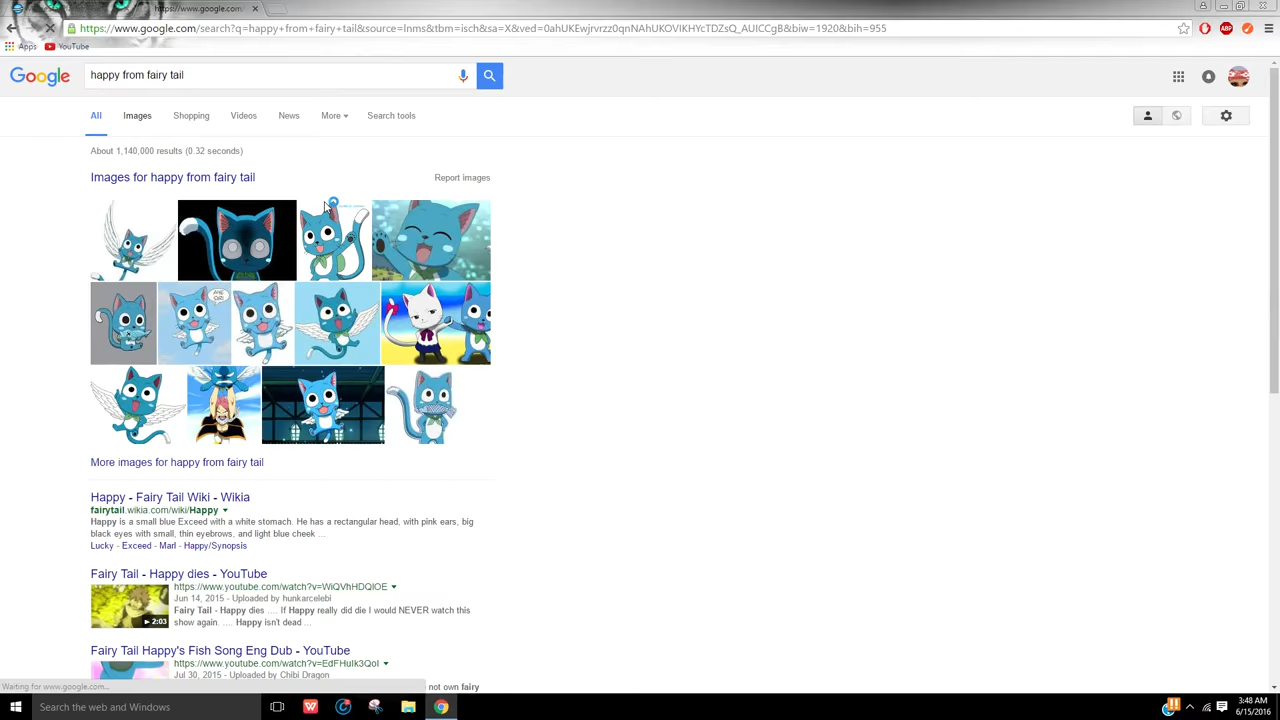 https://www.google.com/...
https://www.google.com/search?q=happy+from+fairy+tail&source=lnms&tbm=isch&sa=X&ved=0ahUKEwjrvrzz0qnNAhUKOVIKHYcTDZsQ_AUICCgB&biw=1920&bih=955
Apps YouTube
Google happy from fairy tail
All Images Shopping Videos News More Search tools
About 1,140,000 results (0.32 seconds)
Images for happy from fairy tail Report images
More images for happy from fairy tail
Happy - Fairy Tail Wiki - Wikia
fairytail.wikia.com/wiki/Happy
Happy is a small blue Exceed with a white stomach. He has a rectangular head, with pink ears, big
black eyes with small, thin eyebrows, and light blue cheek ...
Lucky - Exceed - Marl - Happy/Synopsis
Fairy Tail - Happy dies - YouTube
https://www.youtube.com/watch?v=WiQVhHDQIOE
Jun 14, 2015 - Uploaded by hunkarcelebi
Fairy Tail - Happy dies .... If Happy really did die I would NEVER watch this
2:03
show again. .... Happy isn't dead ...
Fairy Tail Happy's Fish Song Eng Dub - YouTube
https://www.youtube.com/watch?v=EdFHuIk3QoI
Jul 30, 2015 - Uploaded by Chibi Dragon
Waiting for www.google.com... not own fairy
Search the web and Windows
3:48 AM
6/15/2016